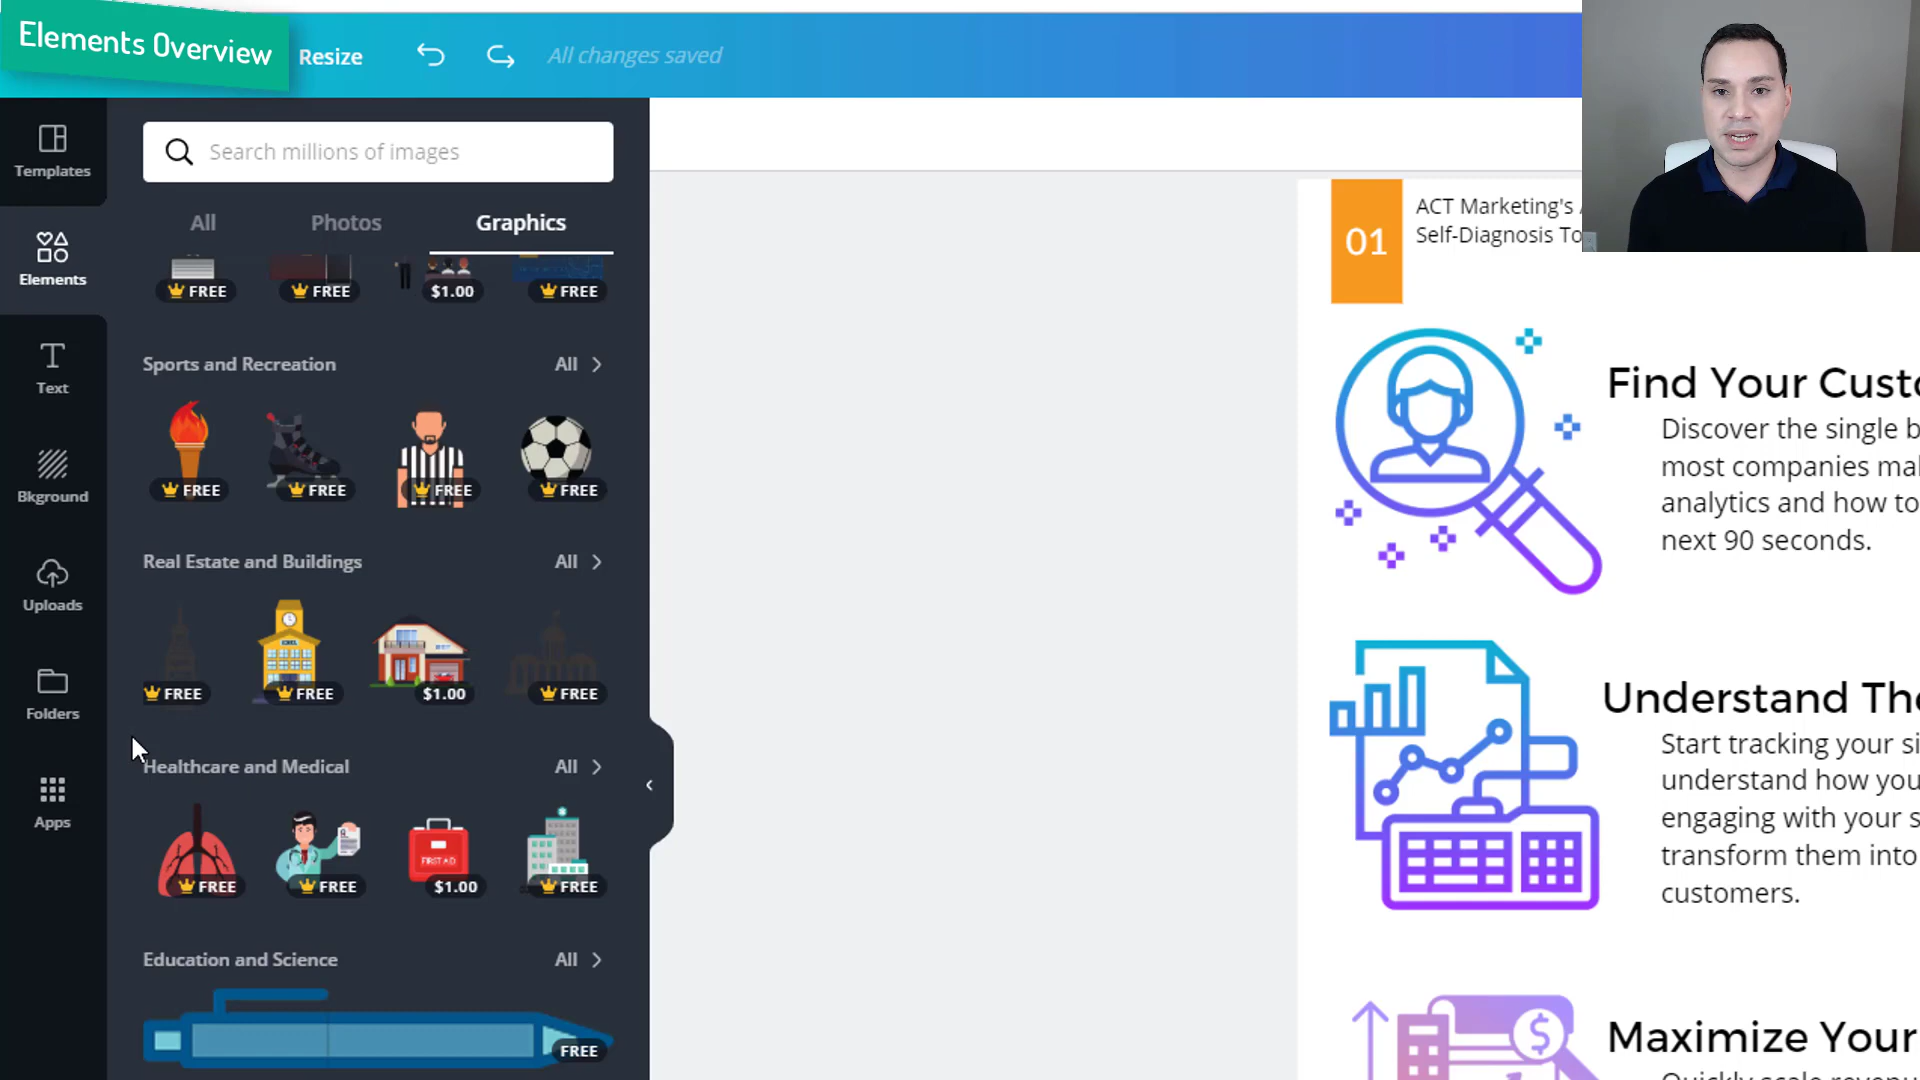 Elements Overview
Resize
All changes saved
Templates
Elements
Text
Bkground
Uploads
Folders
Apps
Search millions of images
All
Photos
Graphics
FREE
FREE
$1.00
FREE
Sports and Recreation
All
FREE
FREE
FREE
FREE
Real Estate and Buildings
All
FREE
FREE
$1.00
FREE
Healthcare and Medical
All
FIRST AID
FREE
FREE
$1.00
FREE
Education and Science
All
FREE
01
ACT Marketing's
Self-Diagnosis To
Find Your Custo
Discover the single b
most companies mal
analytics and how to
next 90 seconds.
Understand The
Start tracking your si
understand how you
engaging with your s
transform them into
customers.
$
Maximize Your